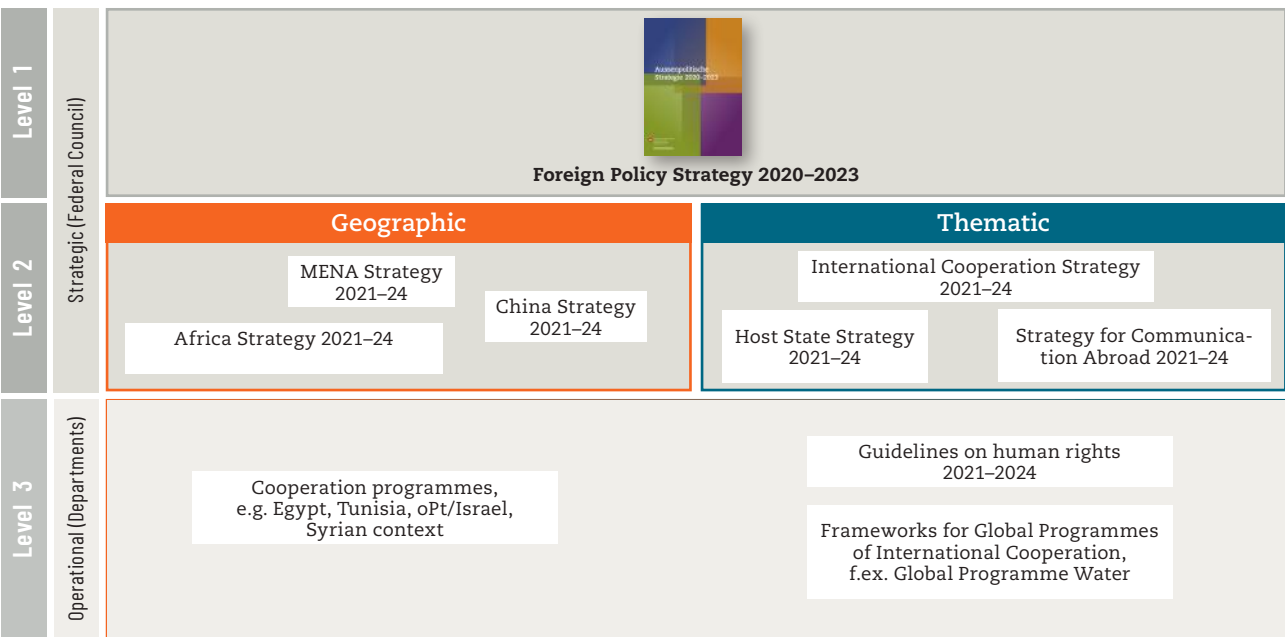 Level 1
Strategic (Federal Council)
Aussenpolitische
Strategie 2020–2023
Foreign Policy Strategy 2020–2023
Level 2
Geographic
MENA Strategy
2021–24
China Strategy
2021–24
Africa Strategy 2021–24
Thematic
International Cooperation Strategy
2021–24
Host State Strategy
2021–24
Strategy for Communica-
tion Abroad 2021–24
Level 3
Operational (Departments)
Cooperation programmes,
e.g. Egypt, Tunisia, oPt/Israel,
Syrian context
Guidelines on human rights
2021–2024
Frameworks for Global Programmes
of International Cooperation,
f.ex. Global Programme Water